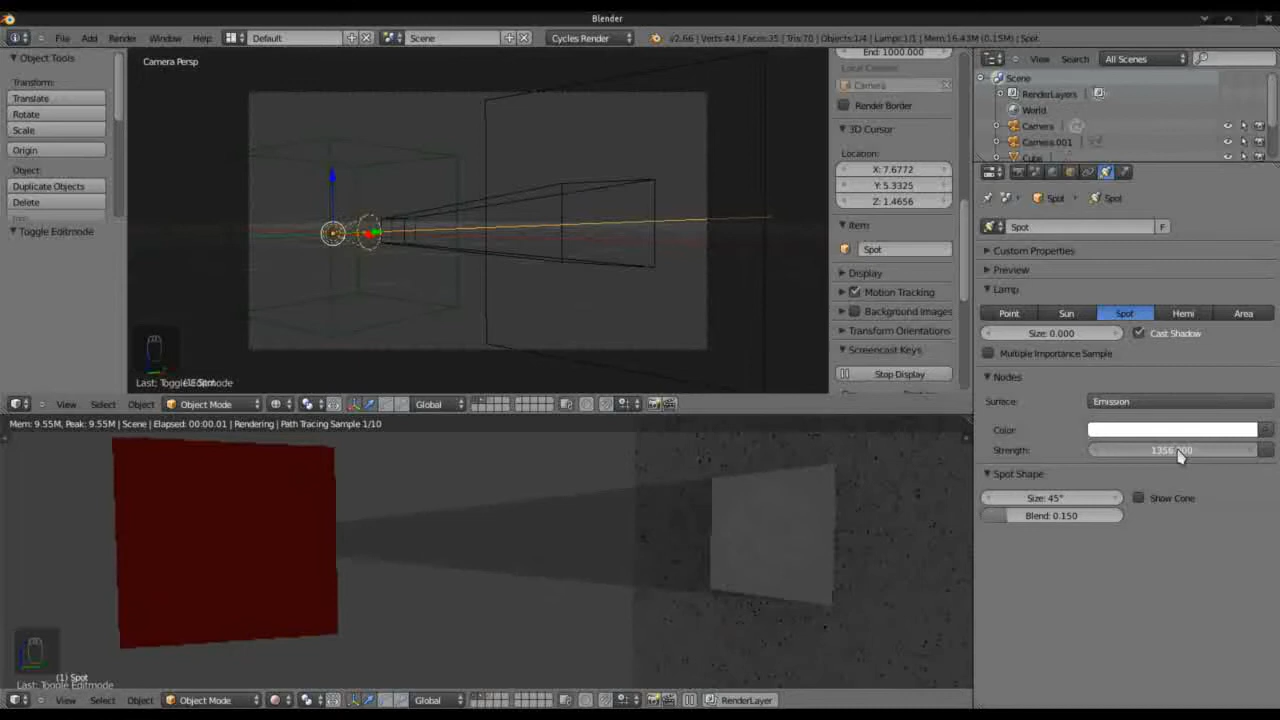 Blender
File Add Render Window Help Default Scene Cycles Render v2.66 | Verts:44 | Faces:35 | Tris:70 | Objects:1/4 | Lamps:1/1 | Mem:16.43M (0.15M) | Spot
Object Tools
Transform:
Translate
Rotate
Scale
Origin
Object:
Duplicate Objects
Delete
Toggle Editmode
Camera Persp
(1) Spot
Last: Toggle Editmode
End: 1000.000
Local Camera:
Camera
Render Border
3D Cursor
Location:
X: 7.6772
Y: 5.3325
Z: 1.4656
Item
Spot
Display
Motion Tracking
Background Images
Transform Orientations
Screencast Keys
Stop Display
View Search All Scenes
Scene
RenderLayers
World
Camera
Camera.001
Cube
Spot Spot
Spot F
Custom Properties
Preview
Lamp
Point Sun Spot Hemi Area
Size: 0.000 Cast Shadow
Multiple Importance Sample
Nodes
Surface: Emission
Color:
Strength: 1356.000
Spot Shape
Size: 45° Show Cone
Blend: 0.150
View Select Object Object Mode Global
Mem: 9.55M, Peak: 9.55M | Scene | Elapsed: 00:00.01 | Rendering | Path Tracing Sample 1/10
(1) Spot
Last: Toggle Editmode
View Select Object Object Mode Global RenderLayer